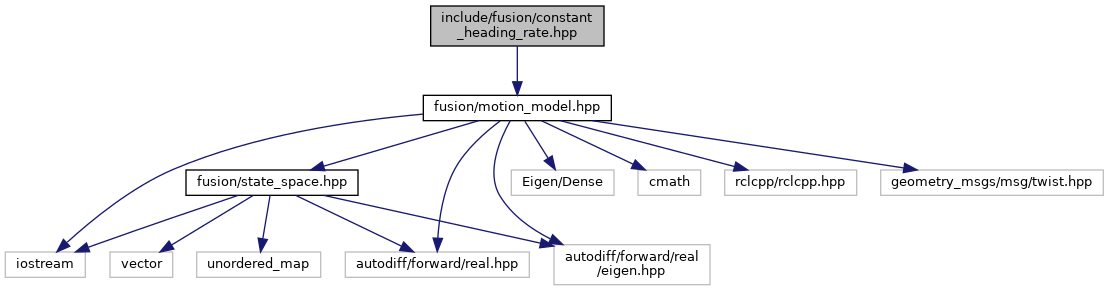 include/fusion/constant
_heading_rate.hpp
fusion/motion_model.hpp
fusion/state_space.hpp
Eigen/Dense
cmath
rclcpp/rclcpp.hpp
geometry_msgs/msg/twist.hpp
iostream
vector
unordered_map
autodiff/forward/real.hpp
autodiff/forward/real
/eigen.hpp